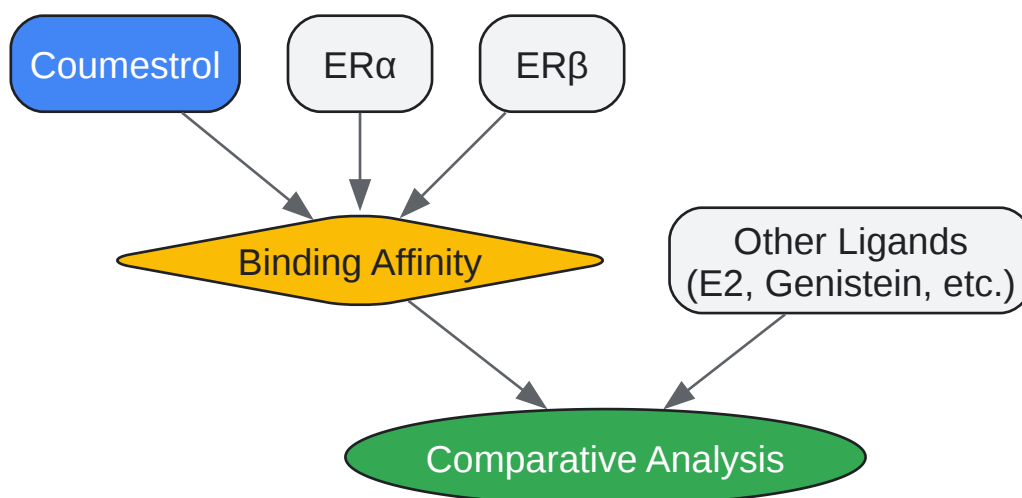 Coumestrol
ERα
ERβ
Binding Affinity
Other Ligands
(E2, Genistein, etc.)
Comparative Analysis